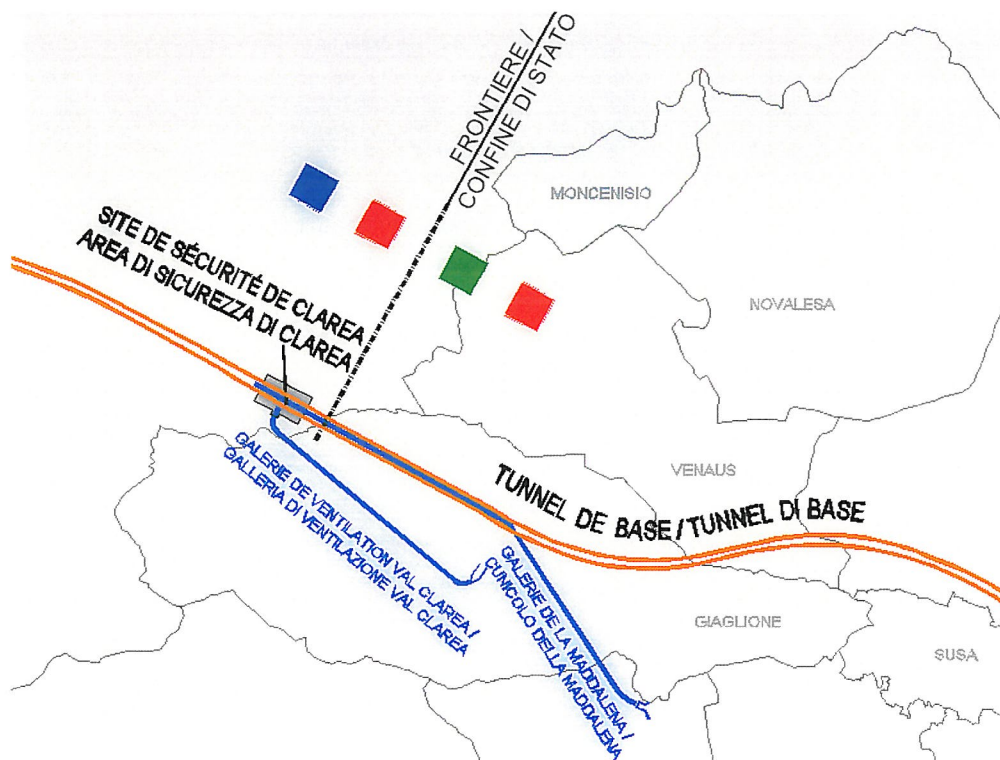 FRONTIERE /
CONFINE DI STATO
MONCENISIO
SITE DE SÉCURITÉ DE CLAREA
AREA DI SICUREZZA DI CLAREA
NOVALESA
VENAUS
TUNNEL DE BASE / TUNNEL DI BASE
GALERIE DE VENTILATION VAL CLAREA /
GALLERIA DI VENTILAZIONE VAL CLAREA
GALERIE DE LA MADDALENA /
CUNICOLO DELLA MADDALENA
GIAGLIONE
SUSA